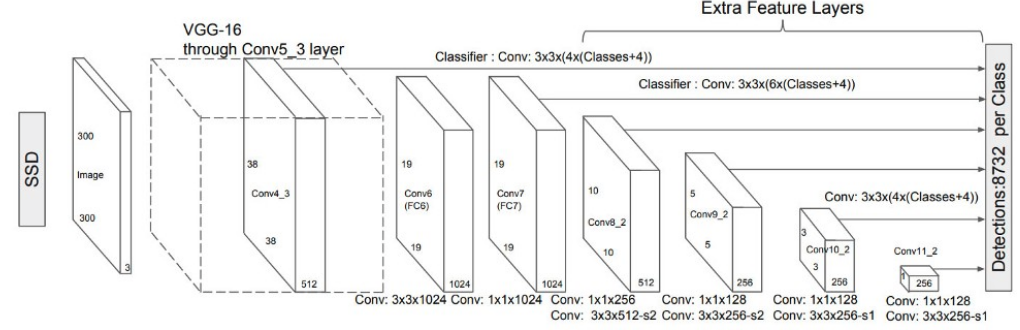 Extra Feature Layers
VGG-16
through Conv5_3 layer
Classifier : Conv: 3x3x(4x(Classes+4))
Classifier : Conv: 3x3x(6x(Classes+4))
SSD
300
Image
300
3
38
Conv4_3
38
512
19
Conv6
(FC6)
19
1024
19
Conv7
(FC7)
19
1024
10
Conv8_2
10
512
5
Conv9_2
5
256
Conv: 3x3x(4x(Classes+4))
3
Conv10_2
3
256
Conv11_2
1
256
Detections:8732 per Class
Conv: 3x3x1024
Conv: 1x1x1024
Conv: 1x1x256
Conv: 3x3x512-s2
Conv: 1x1x128
Conv: 3x3x256-s2
Conv: 1x1x128
Conv: 3x3x256-s1
Conv: 1x1x128
Conv: 3x3x256-s1